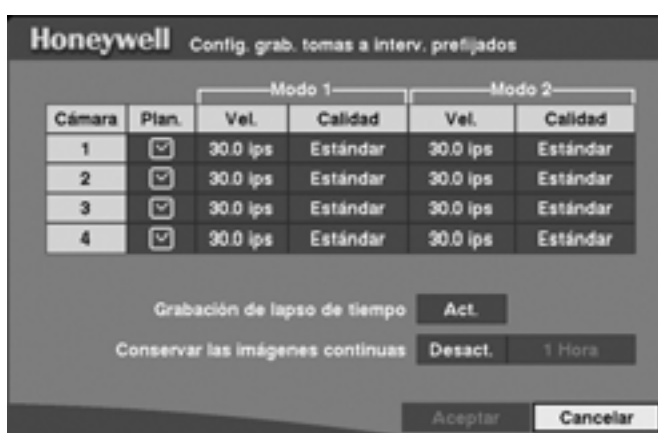 Honeywell Config. grab. tomas a interv. prefijados
Modo 1 Modo 2
Cámara Plan. Vel. Calidad Vel. Calidad
1 30.0 ips Estándar 30.0 ips Estándar
2 30.0 ips Estándar 30.0 ips Estándar
3 30.0 ips Estándar 30.0 ips Estándar
4 30.0 ips Estándar 30.0 ips Estándar
Grabación de lapso de tiempo Act.
Conservar las imágenes continuas Desact. 1 Hora
Aceptar Cancelar